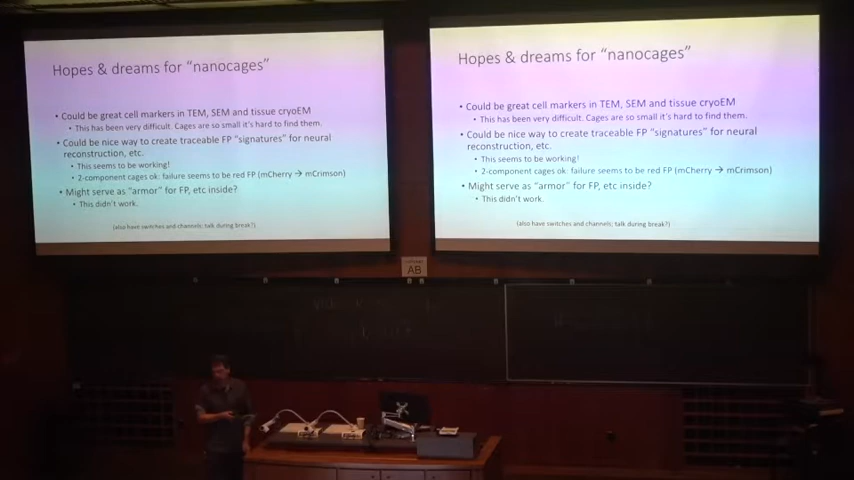 Hopes & dreams for "nanocages"
• Could be great cell markers in TEM, SEM and tissue cryoEM
• This has been very difficult. Cages are so small it's hard to find them.
• Could be nice way to create traceable FP "signatures" for neural
reconstruction, etc.
• This seems to be working!
• 2-component cages ok: failure seems to be red FP (mCherry → mCrimson)
• Might serve as "armor" for FP, etc inside?
• This didn't work.
(also have switches and channels; talk during break?)
Hopes & dreams for "nanocages"
• Could be great cell markers in TEM, SEM and tissue cryoEM
• This has been very difficult. Cages are so small it's hard to find them.
• Could be nice way to create traceable FP "signatures" for neural
reconstruction, etc.
• This seems to be working!
• 2-component cages ok: failure seems to be red FP (mCherry → mCrimson)
• Might serve as "armor" for FP, etc inside?
• This didn't work.
(also have switches and channels; talk during break?)
AB